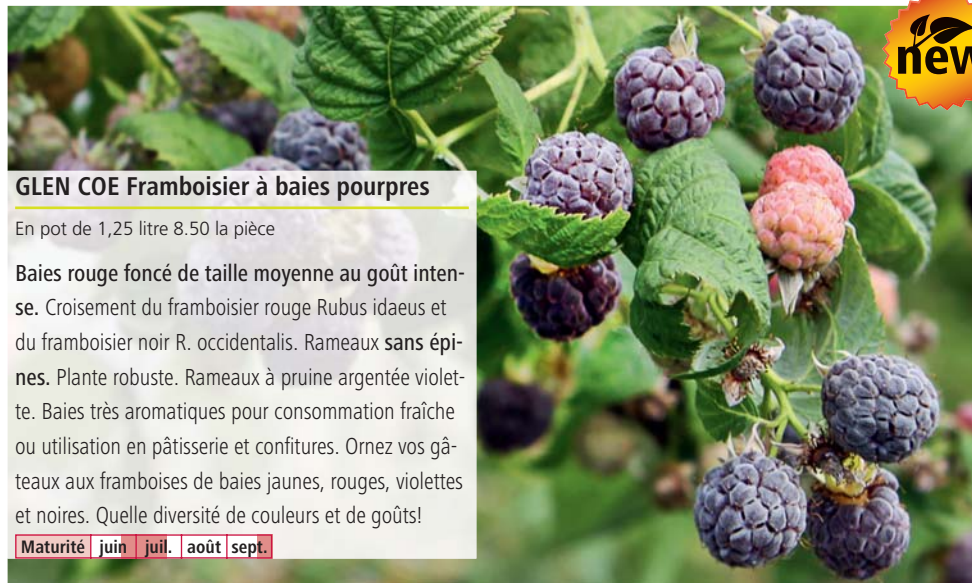 new
GLEN COE Framboisier à baies pourpres
En pot de 1,25 litre 8.50 la pièce
Baies rouge foncé de taille moyenne au goût inten-
se. Croisement du framboisier rouge Rubus idaeus et
du framboisier noir R. occidentalis. Rameaux sans épi-
nes. Plante robuste. Rameaux à pruine argentée violet-
te. Baies très aromatiques pour consommation fraîche
ou utilisation en pâtisserie et confitures. Ornez vos gâ-
teaux aux framboises de baies jaunes, rouges, violettes
et noires. Quelle diversité de couleurs et de goûts!
Maturité juin juil. août sept.